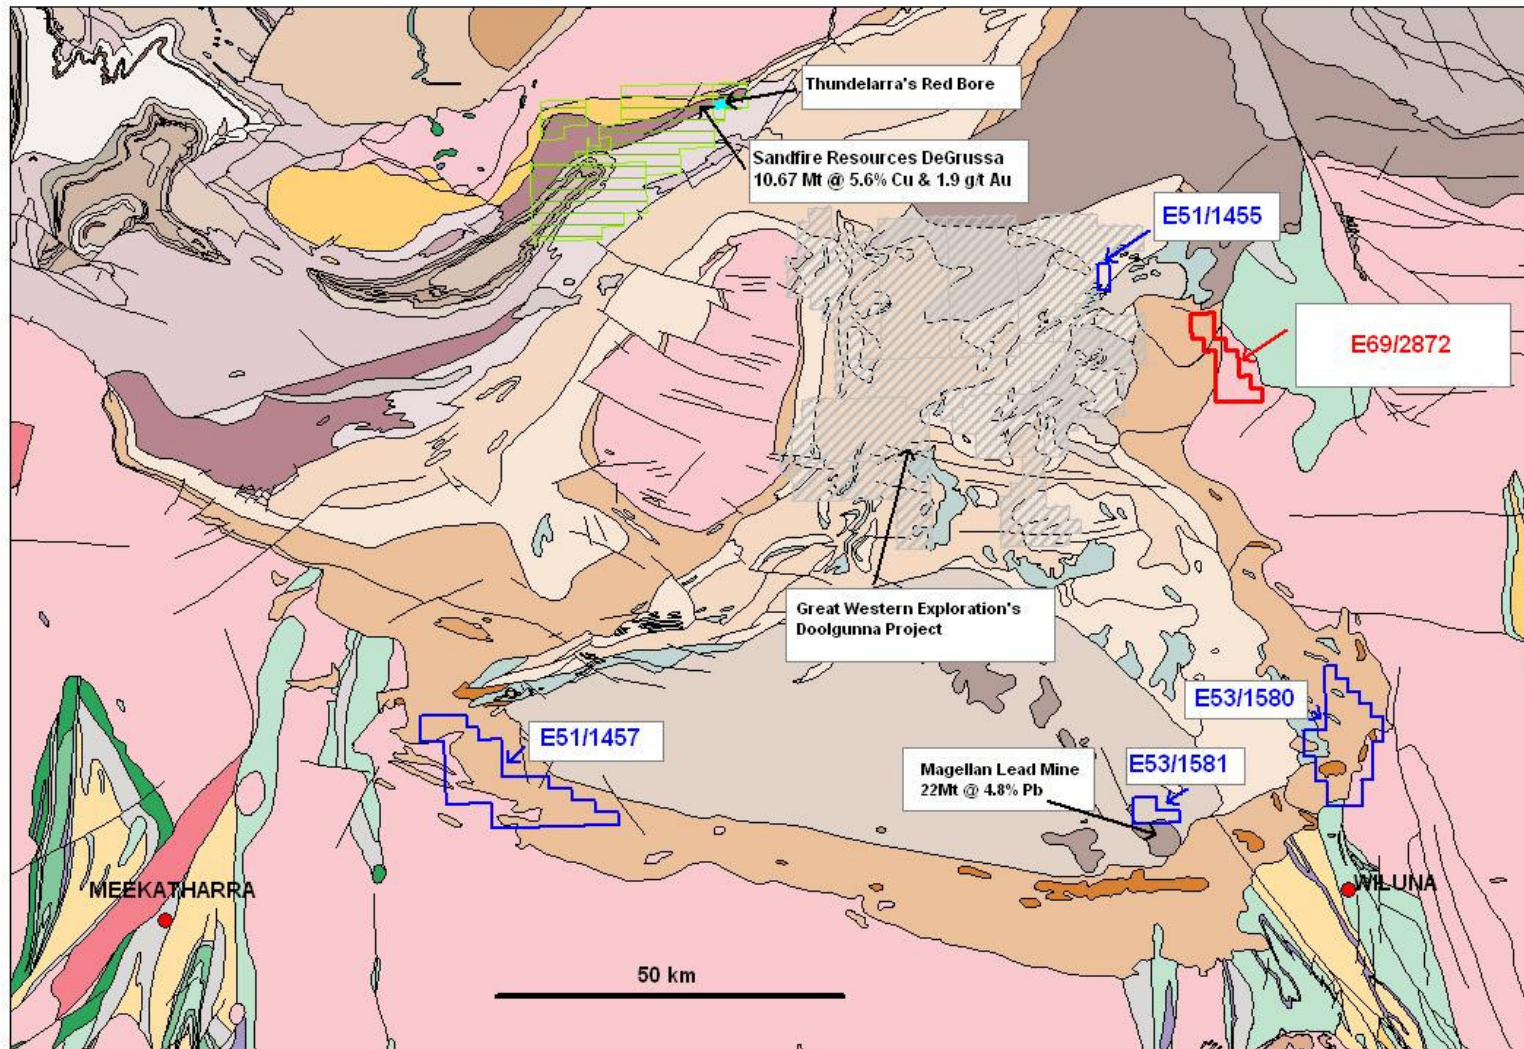 Thundelarra's Red Bore
Sandfire Resources DeGrussa
10.67 Mt @ 5.6% Cu & 1.9 g/t Au
E51/1455
E69/2872
Great Western Exploration's
Doolgunna Project
E53/1580
E51/1457
E53/1581
Magellan Lead Mine
22Mt @ 4.8% Pb
MEEKATHARRA
WILUNA
50 km